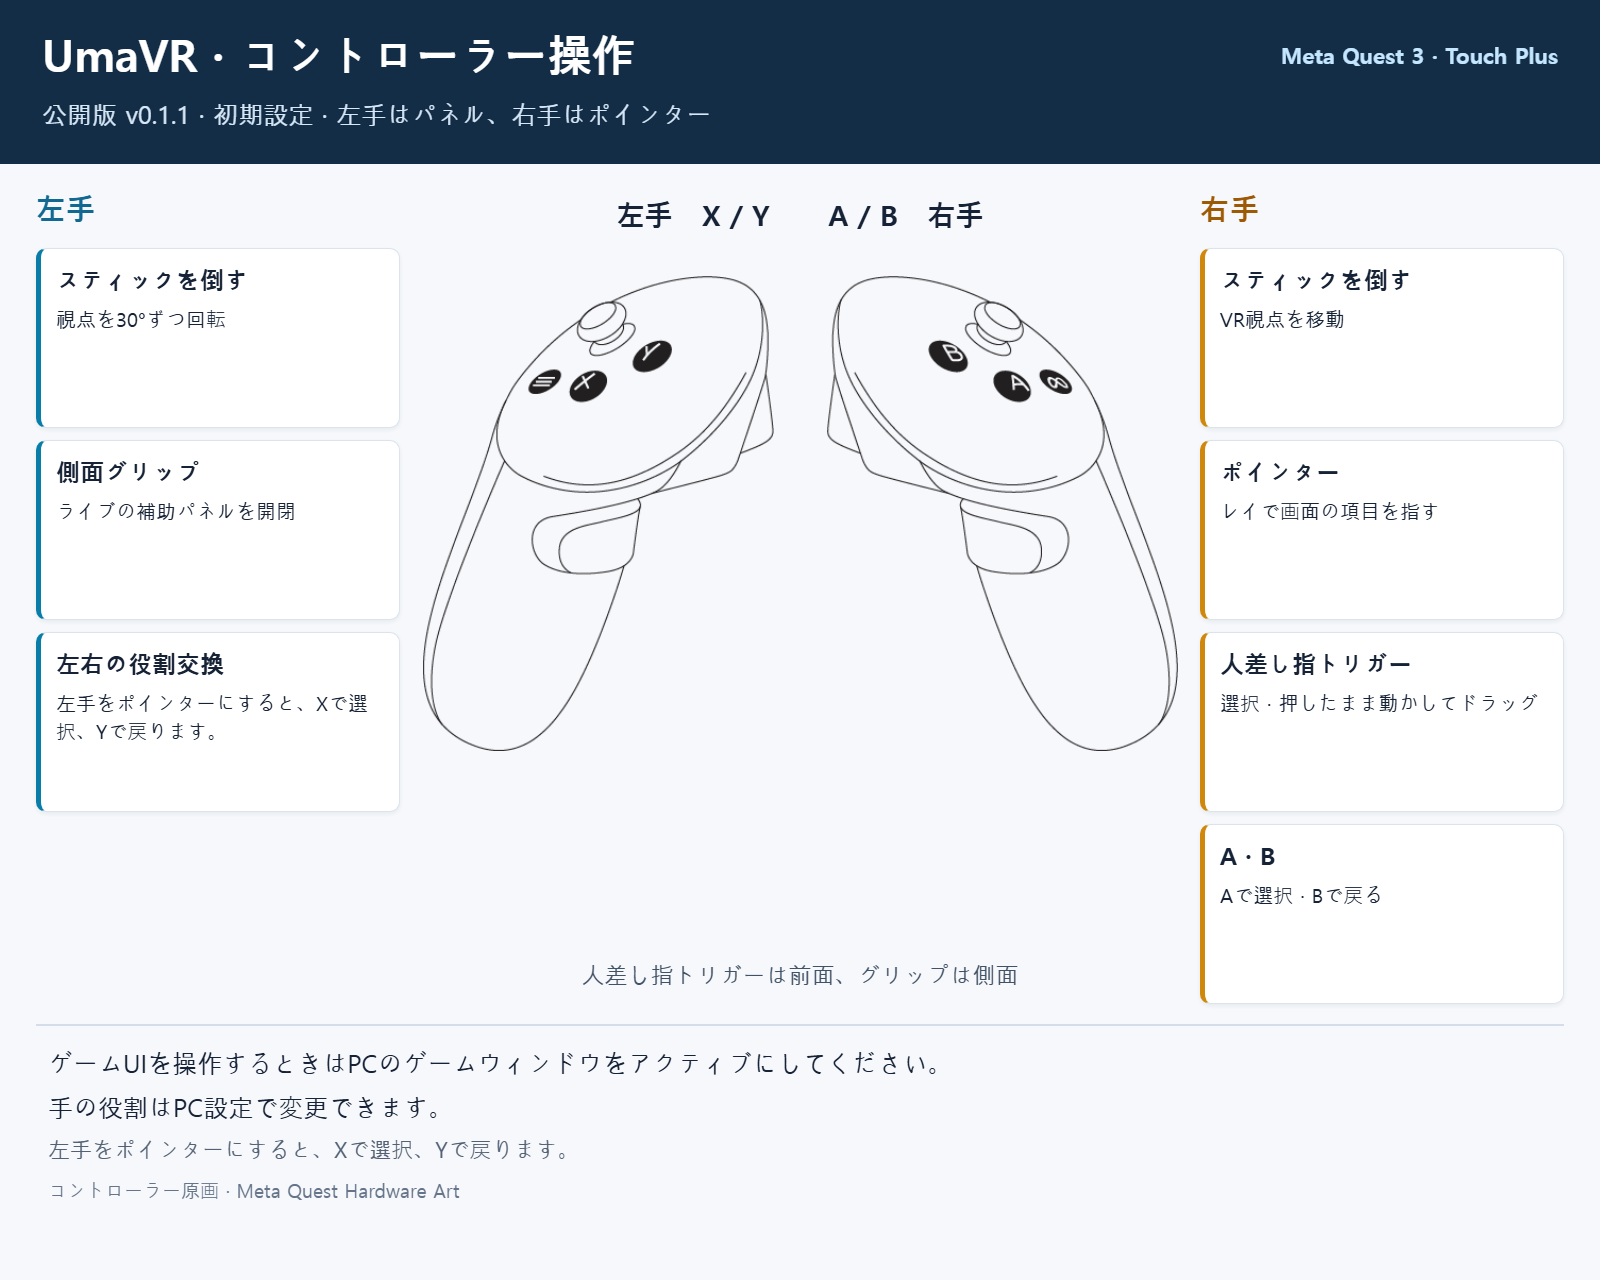 UmaVR · コントローラー操作
Meta Quest 3 · Touch Plus
公開版 v0.1.1 · 初期設定 · 左手はパネル、右手はポインター
左手
スティックを倒す
視点を30°ずつ回転
側面グリップ
ライブの補助パネルを開閉
左右の役割交換
左手をポインターにすると、Xで選
択、Yで戻ります。
左手 X / Y A / B 右手
Y
X
B
A
人差し指トリガーは前面、グリップは側面
右手
スティックを倒す
VR視点を移動
ポインター
レイで画面の項目を指す
人差し指トリガー
選択 · 押したまま動かしてドラッグ
A · B
Aで選択 · Bで戻る
ゲームUIを操作するときはPCのゲームウィンドウをアクティブにしてください。
手の役割はPC設定で変更できます。
左手をポインターにすると、Xで選択、Yで戻ります。
コントローラー原画 · Meta Quest Hardware Art